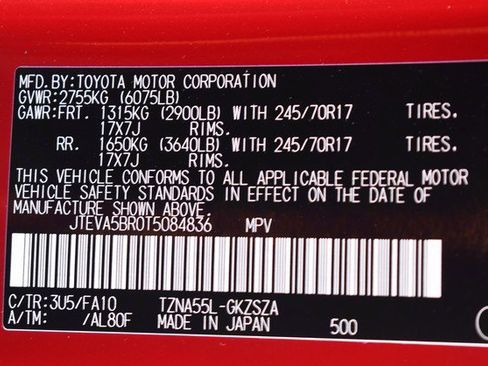 MFD.BY:TOYOTA MOTOR CORPORATION
GVWR:2755KG (6075LB)
GAWR:FRT. 1315KG (2900LB) WITH 245/70R17 TIRES.
17X7J RIMS.
RR. 1650KG (3640LB) WITH 245/70R17 TIRES.
17X7J RIMS.
THIS VEHICLE CONFORMS TO ALL APPLICABLE FEDERAL MOTOR
VEHICLE SAFETY STANDARDS IN EFFECT ON THE DATE OF
MANUFACTURE SHOWN ABOVE.
JTEVA5BR0T5084836 MPV
C/TR:3U5/FA10 TZNA55L-GKZSZA
A/TM: /AL80F MADE IN JAPAN 500